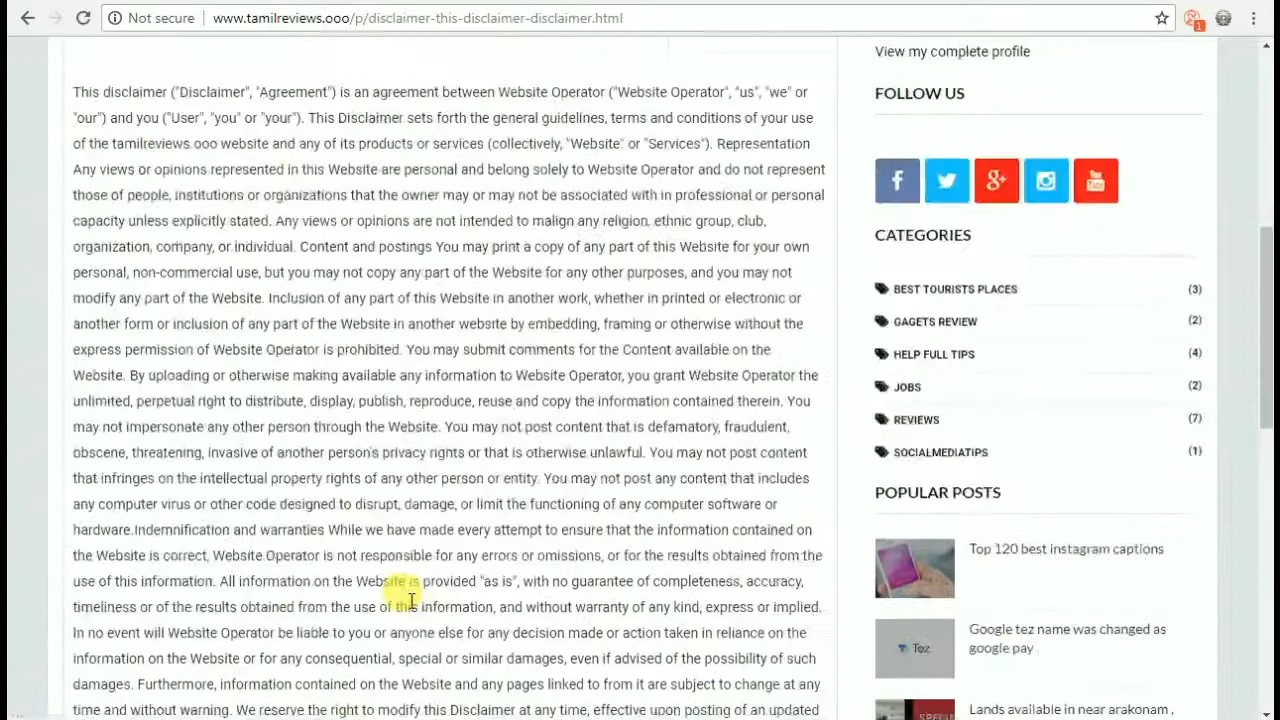 Not secure
www.tamilreviews.ooo/p/disclaimer-this-disclaimer-disclaimer.html
1
This disclaimer ("Disclaimer", "Agreement") is an agreement between Website Operator ("Website Operator", "us", "we" or
"our") and you ("User", "you" or "your"). This Disclaimer sets forth the general guidelines, terms and conditions of your use
of the tamilreviews.ooo website and any of its products or services (collectively, "Website" or "Services"). Representation
Any views or opinions represented in this Website are personal and belong solely to Website Operator and do not represent
those of people, institutions or organizations that the owner may or may not be associated with in professional or personal
capacity unless explicitly stated. Any views or opinions are not intended to malign any religion, ethnic group, club,
organization, company, or individual. Content and postings You may print a copy of any part of this Website for your own
personal, non-commercial use, but you may not copy any part of the Website for any other purposes, and you may not
modify any part of the Website. Inclusion of any part of this Website in another work, whether in printed or electronic or
another form or inclusion of any part of the Website in another website by embedding, framing or otherwise without the
express permission of Website Operator is prohibited. You may submit comments for the Content available on the
Website. By uploading or otherwise making available any information to Website Operator, you grant Website Operator the
unlimited, perpetual right to distribute, display, publish, reproduce, reuse and copy the information contained therein. You
may not impersonate any other person through the Website. You may not post content that is defamatory, fraudulent,
obscene, threatening, invasive of another person's privacy rights or that is otherwise unlawful. You may not post content
that infringes on the intellectual property rights of any other person or entity. You may not post any content that includes
any computer virus or other code designed to disrupt, damage, or limit the functioning of any computer software or
hardware.Indemnification and warranties While we have made every attempt to ensure that the information contained on
the Website is correct, Website Operator is not responsible for any errors or omissions, or for the results obtained from the
use of this information. All information on the Website is provided "as is", with no guarantee of completeness, accuracy,
timeliness or of the results obtained from the use of this information, and without warranty of any kind, express or implied.
In no event will Website Operator be liable to you or anyone else for any decision made or action taken in reliance on the
information on the Website or for any consequential, special or similar damages, even if advised of the possibility of such
damages. Furthermore, information contained on the Website and any pages linked to from it are subject to change at any
time and without warning. We reserve the right to modify this Disclaimer at any time, effective upon posting of an updated
View my complete profile
FOLLOW US
CATEGORIES
BEST TOURISTS PLACES (3)
GAGETS REVIEW (2)
HELP FULL TIPS (4)
JOBS (2)
REVIEWS (7)
SOCIALMEDIATIPS (1)
POPULAR POSTS
Top 120 best instagram captions
Tez
Google tez name was changed as
google pay
Lands available in near arakonam ,